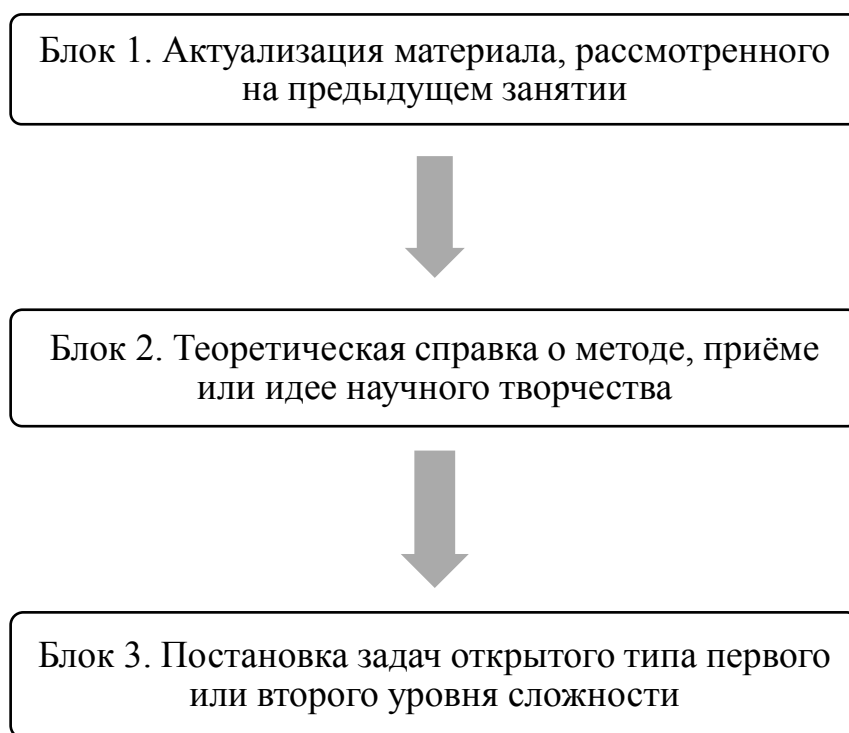 Блок 1. Актуализация материала, рассмотренного
на предыдущем занятии
Блок 2. Теоретическая справка о методе, приёме
или идее научного творчества
Блок 3. Постановка задач открытого типа первого
или второго уровня сложности